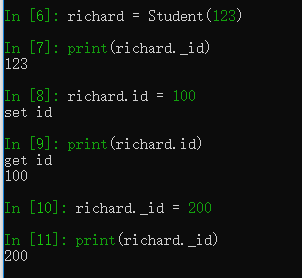 In [6]: richard = Student(123)
In [7]: print(richard._id)
123
In [8]: richard.id = 100
set id
In [9]: print(richard.id)
get id
100
In [10]: richard._id = 200
In [11]: print(richard._id)
200